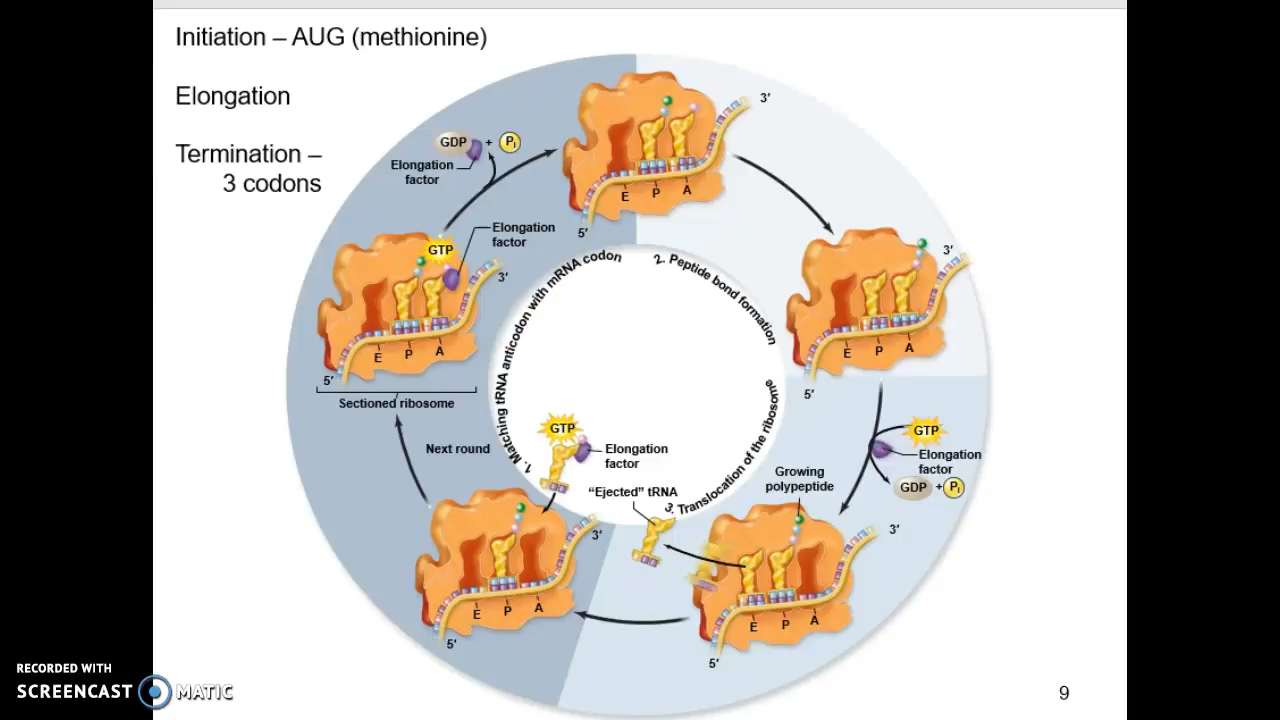 Initiation – AUG (methionine)
Elongation
Termination –
3 codons
GDP + Pi
Elongation
factor
3′
E P A
5′
GTP
Elongation
factor
3′
E P A
5′
Sectioned ribosome
3′
E P A
5′
1. Matching tRNA anticodon with mRNA codon
2. Peptide bond formation
3. Translocation of the ribosome
GTP
Elongation
factor
GDP + Pi
GTP
Elongation
factor
Next round
"Ejected" tRNA
Growing
polypeptide
3′
E P A
5′
3′
E P A
5′
RECORDED WITH
SCREENCAST MATIC
9